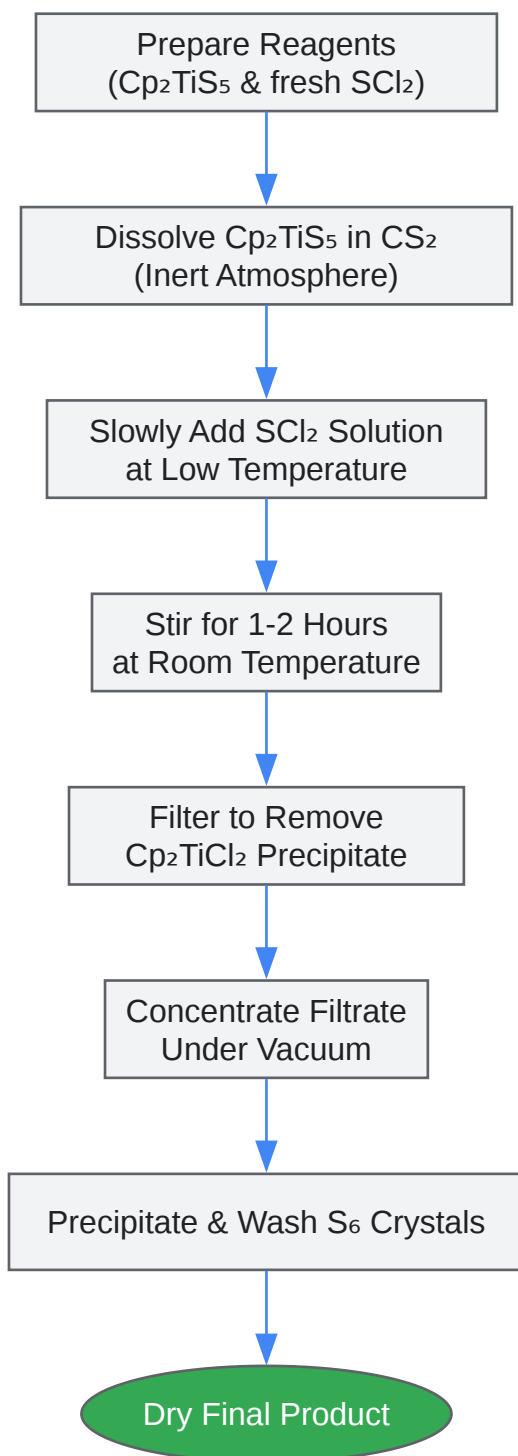 Prepare Reagents
(Cp₂TiS₅ & fresh SCl₂)
Dissolve Cp₂TiS₅ in CS₂
(Inert Atmosphere)
Slowly Add SCl₂ Solution
at Low Temperature
Stir for 1-2 Hours
at Room Temperature
Filter to Remove
Cp₂TiCl₂ Precipitate
Concentrate Filtrate
Under Vacuum
Precipitate & Wash S₆ Crystals
Dry Final Product